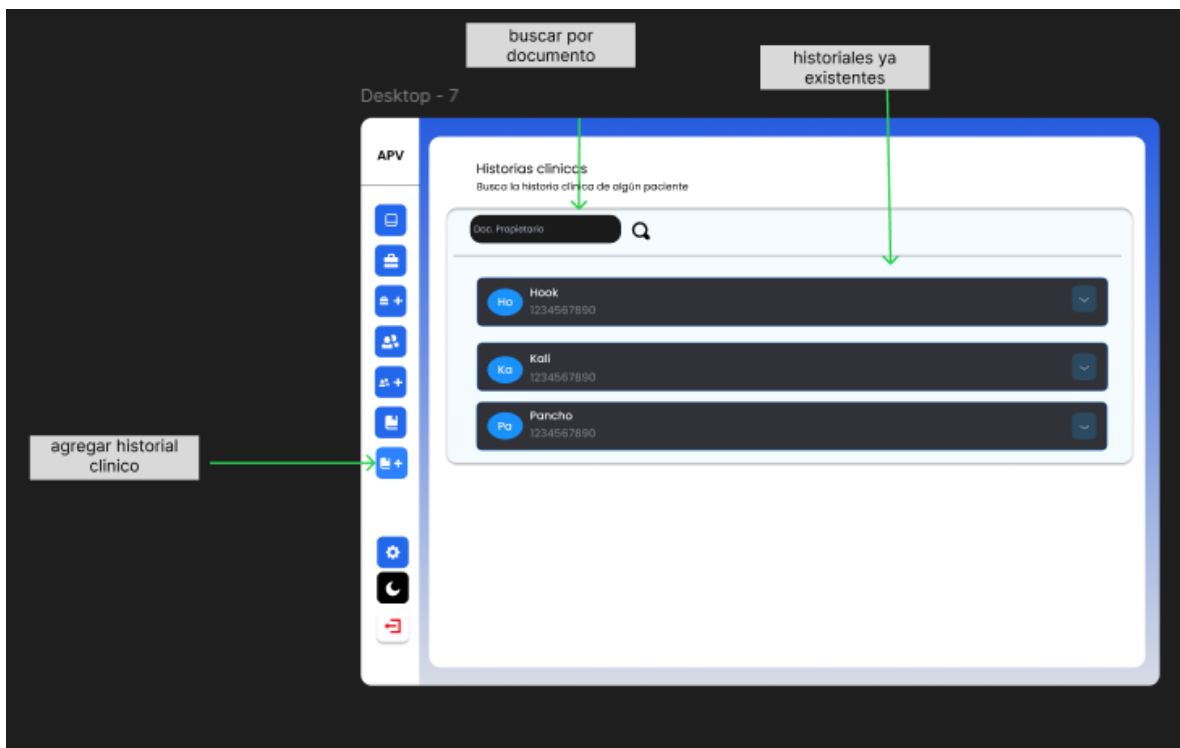 buscar por
documento
historiales ya
existentes
Desktop - 7
APV
Historias clinicas
Busca la historia clinica de algún paciente
Doc. Propietario
Ho
Hook
1234567890
Ka
Kali
1234567890
Pa
Pancho
1234567890
agregar historial
clinico